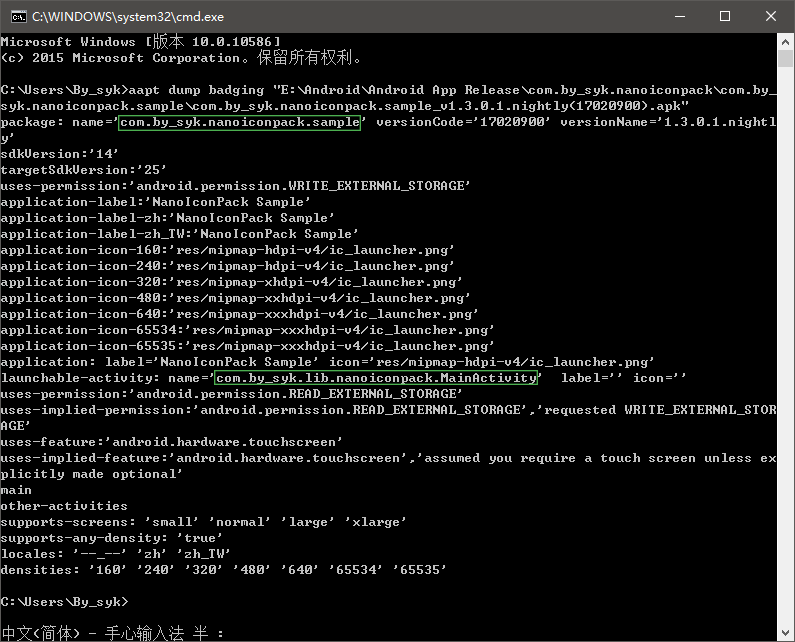 C:\WINDOWS\system32\cmd.exe
Microsoft Windows [版本 10.0.10586]
(c) 2015 Microsoft Corporation。保留所有权利。
C:\Users\By_syk>aapt dump badging "E:\Android\Android App Release\com.by_syk.nanoiconpack\com.by_
syk.nanoiconpack.sample\com.by_syk.nanoiconpack.sample_v1.3.0.1.nightly(17020900).apk"
package: name='com.by_syk.nanoiconpack.sample' versionCode='17020900' versionName='1.3.0.1.nightl
y'
sdkVersion:'14'
targetSdkVersion:'25'
uses-permission:'android.permission.WRITE_EXTERNAL_STORAGE'
application-label:'NanoIconPack Sample'
application-label-zh:'NanoIconPack Sample'
application-label-zh_TW:'NanoIconPack Sample'
application-icon-160:'res/mipmap-hdpi-v4/ic_launcher.png'
application-icon-240:'res/mipmap-hdpi-v4/ic_launcher.png'
application-icon-320:'res/mipmap-xhdpi-v4/ic_launcher.png'
application-icon-480:'res/mipmap-xxhdpi-v4/ic_launcher.png'
application-icon-640:'res/mipmap-xxxhdpi-v4/ic_launcher.png'
application-icon-65534:'res/mipmap-xxxhdpi-v4/ic_launcher.png'
application-icon-65535:'res/mipmap-xxxhdpi-v4/ic_launcher.png'
application: label='NanoIconPack Sample' icon='res/mipmap-hdpi-v4/ic_launcher.png'
launchable-activity: name='com.by_syk.lib.nanoiconpack.MainActivity'  label='' icon=''
uses-permission:'android.permission.READ_EXTERNAL_STORAGE'
uses-implied-permission:'android.permission.READ_EXTERNAL_STORAGE','requested WRITE_EXTERNAL_STOR
AGE'
uses-feature:'android.hardware.touchscreen'
uses-implied-feature:'android.hardware.touchscreen','assumed you require a touch screen unless ex
plicitly made optional'
main
other-activities
supports-screens: 'small' 'normal' 'large' 'xlarge'
supports-any-density: 'true'
locales: '--_--' 'zh' 'zh_TW'
densities: '160' '240' '320' '480' '640' '65534' '65535'
C:\Users\By_syk>
中文(简体) - 手心输入法 半 :